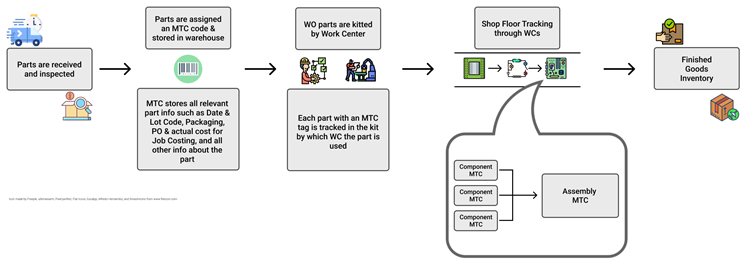 Parts are received
and inspected
Parts are assigned
an MTC code &
stored in warehouse
MTC stores all relevant
part info such as Date &
Lot Code, Packaging,
PO & actual cost for
Job Costing, and all
other info about the
part
WO parts are kitted
by Work Center
Each part with an MTC
tag is tracked in the kit
by which WC the part is
used
Shop Floor Tracking
through WCs
Component
MTC
Component
MTC
Component
MTC
Assembly
MTC
Finished
Goods
Inventory